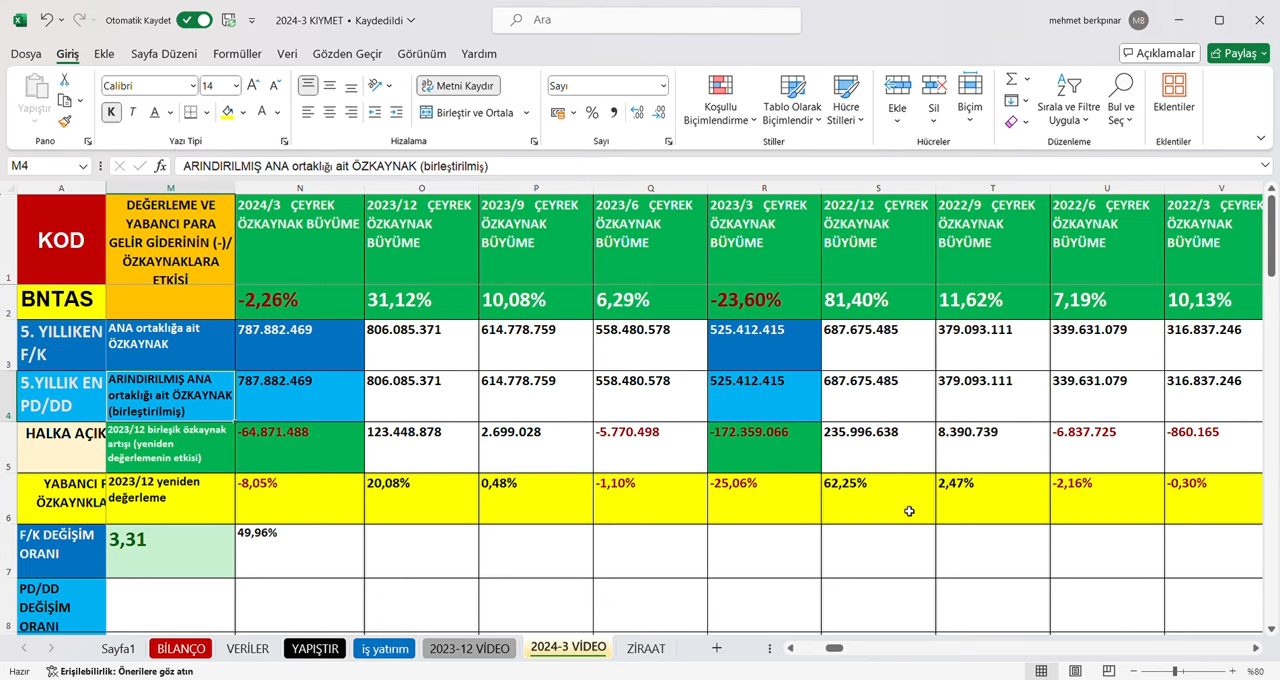 Otomatik Kaydet
2024-3 KIYMET • Kaydedildi
Ara
mehmet berkpınar
MB
Dosya Giriş Ekle Sayfa Düzeni Formüller Veri Gözden Geçir Görünüm Yardım
Açıklamalar
Paylaş
Yapıştır
Calibri 14
K T A
Metni Kaydır
Birleştir ve Ortala
Sayı
Koşullu Biçimlendirme
Tablo Olarak Biçimlendir
Hücre Stilleri
Ekle Sil Biçim
Sırala ve Filtre Uygula
Bul ve Seç
Eklentiler
Pano Yazı Tipi Hizalama Sayı Stiller Hücreler Düzenleme Eklentiler
M4
fx
ARINDIRILMIŞ ANA ortaklığı ait ÖZKAYNAK (birleştirilmiş)
A M N O P Q R S T U V
1
KOD
DEĞERLEME VE
YABANCI PARA
GELİR GİDERİNİN (-)/
ÖZKAYNAKLARA
ETKİSİ
2024/3 ÇEYREK
ÖZKAYNAK BÜYÜME
2023/12 ÇEYREK
ÖZKAYNAK
BÜYÜME
2023/9 ÇEYREK
ÖZKAYNAK
BÜYÜME
2023/6 ÇEYREK
ÖZKAYNAK
BÜYÜME
2023/3 ÇEYREK
ÖZKAYNAK
BÜYÜME
2022/12 ÇEYREK
ÖZKAYNAK
BÜYÜME
2022/9 ÇEYREK
ÖZKAYNAK
BÜYÜME
2022/6 ÇEYREK
ÖZKAYNAK
BÜYÜME
2022/3 ÇEYREK
ÖZKAYNAK
BÜYÜME
2
BNTAS
-2,26% 31,12% 10,08% 6,29% -23,60% 81,40% 11,62% 7,19% 10,13%
3
5. YILLIKEN
F/K
ANA ortaklığa ait
ÖZKAYNAK
787.882.469 806.085.371 614.778.759 558.480.578 525.412.415 687.675.485 379.093.111 339.631.079 316.837.246
4
5.YILLIK EN
PD/DD
ARINDIRILMIŞ ANA
ortaklığı ait ÖZKAYNAK
(birleştirilmiş)
787.882.469 806.085.371 614.778.759 558.480.578 525.412.415 687.675.485 379.093.111 339.631.079 316.837.246
5
HALKA AÇIK
2023/12 birleşik özkaynak
artışı (yeniden
değerlemenin etkisi)
-64.871.488 123.448.878 2.699.028 -5.770.498 -172.359.066 235.996.638 8.390.739 -6.837.725 -860.165
6
YABANCI P
ÖZKAYNKLA
2023/12 yeniden
değerleme
-8,05% 20,08% 0,48% -1,10% -25,06% 62,25% 2,47% -2,16% -0,30%
7
F/K DEĞİŞİM
ORANI
3,31
49,96%
8
PD/DD
DEĞİŞİM
ORANI
Sayfa1 BİLANÇO VERİLER YAPIŞTIR iş yatırım 2023-12 VİDEO 2024-3 VİDEO ZİRAAT
Hazır
Erişilebilirlik: Önerilere göz atın
%80